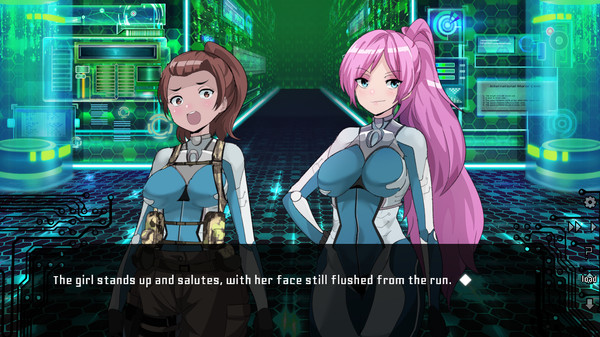 The girl stands up and salutes, with her face still flushed from the run.
load